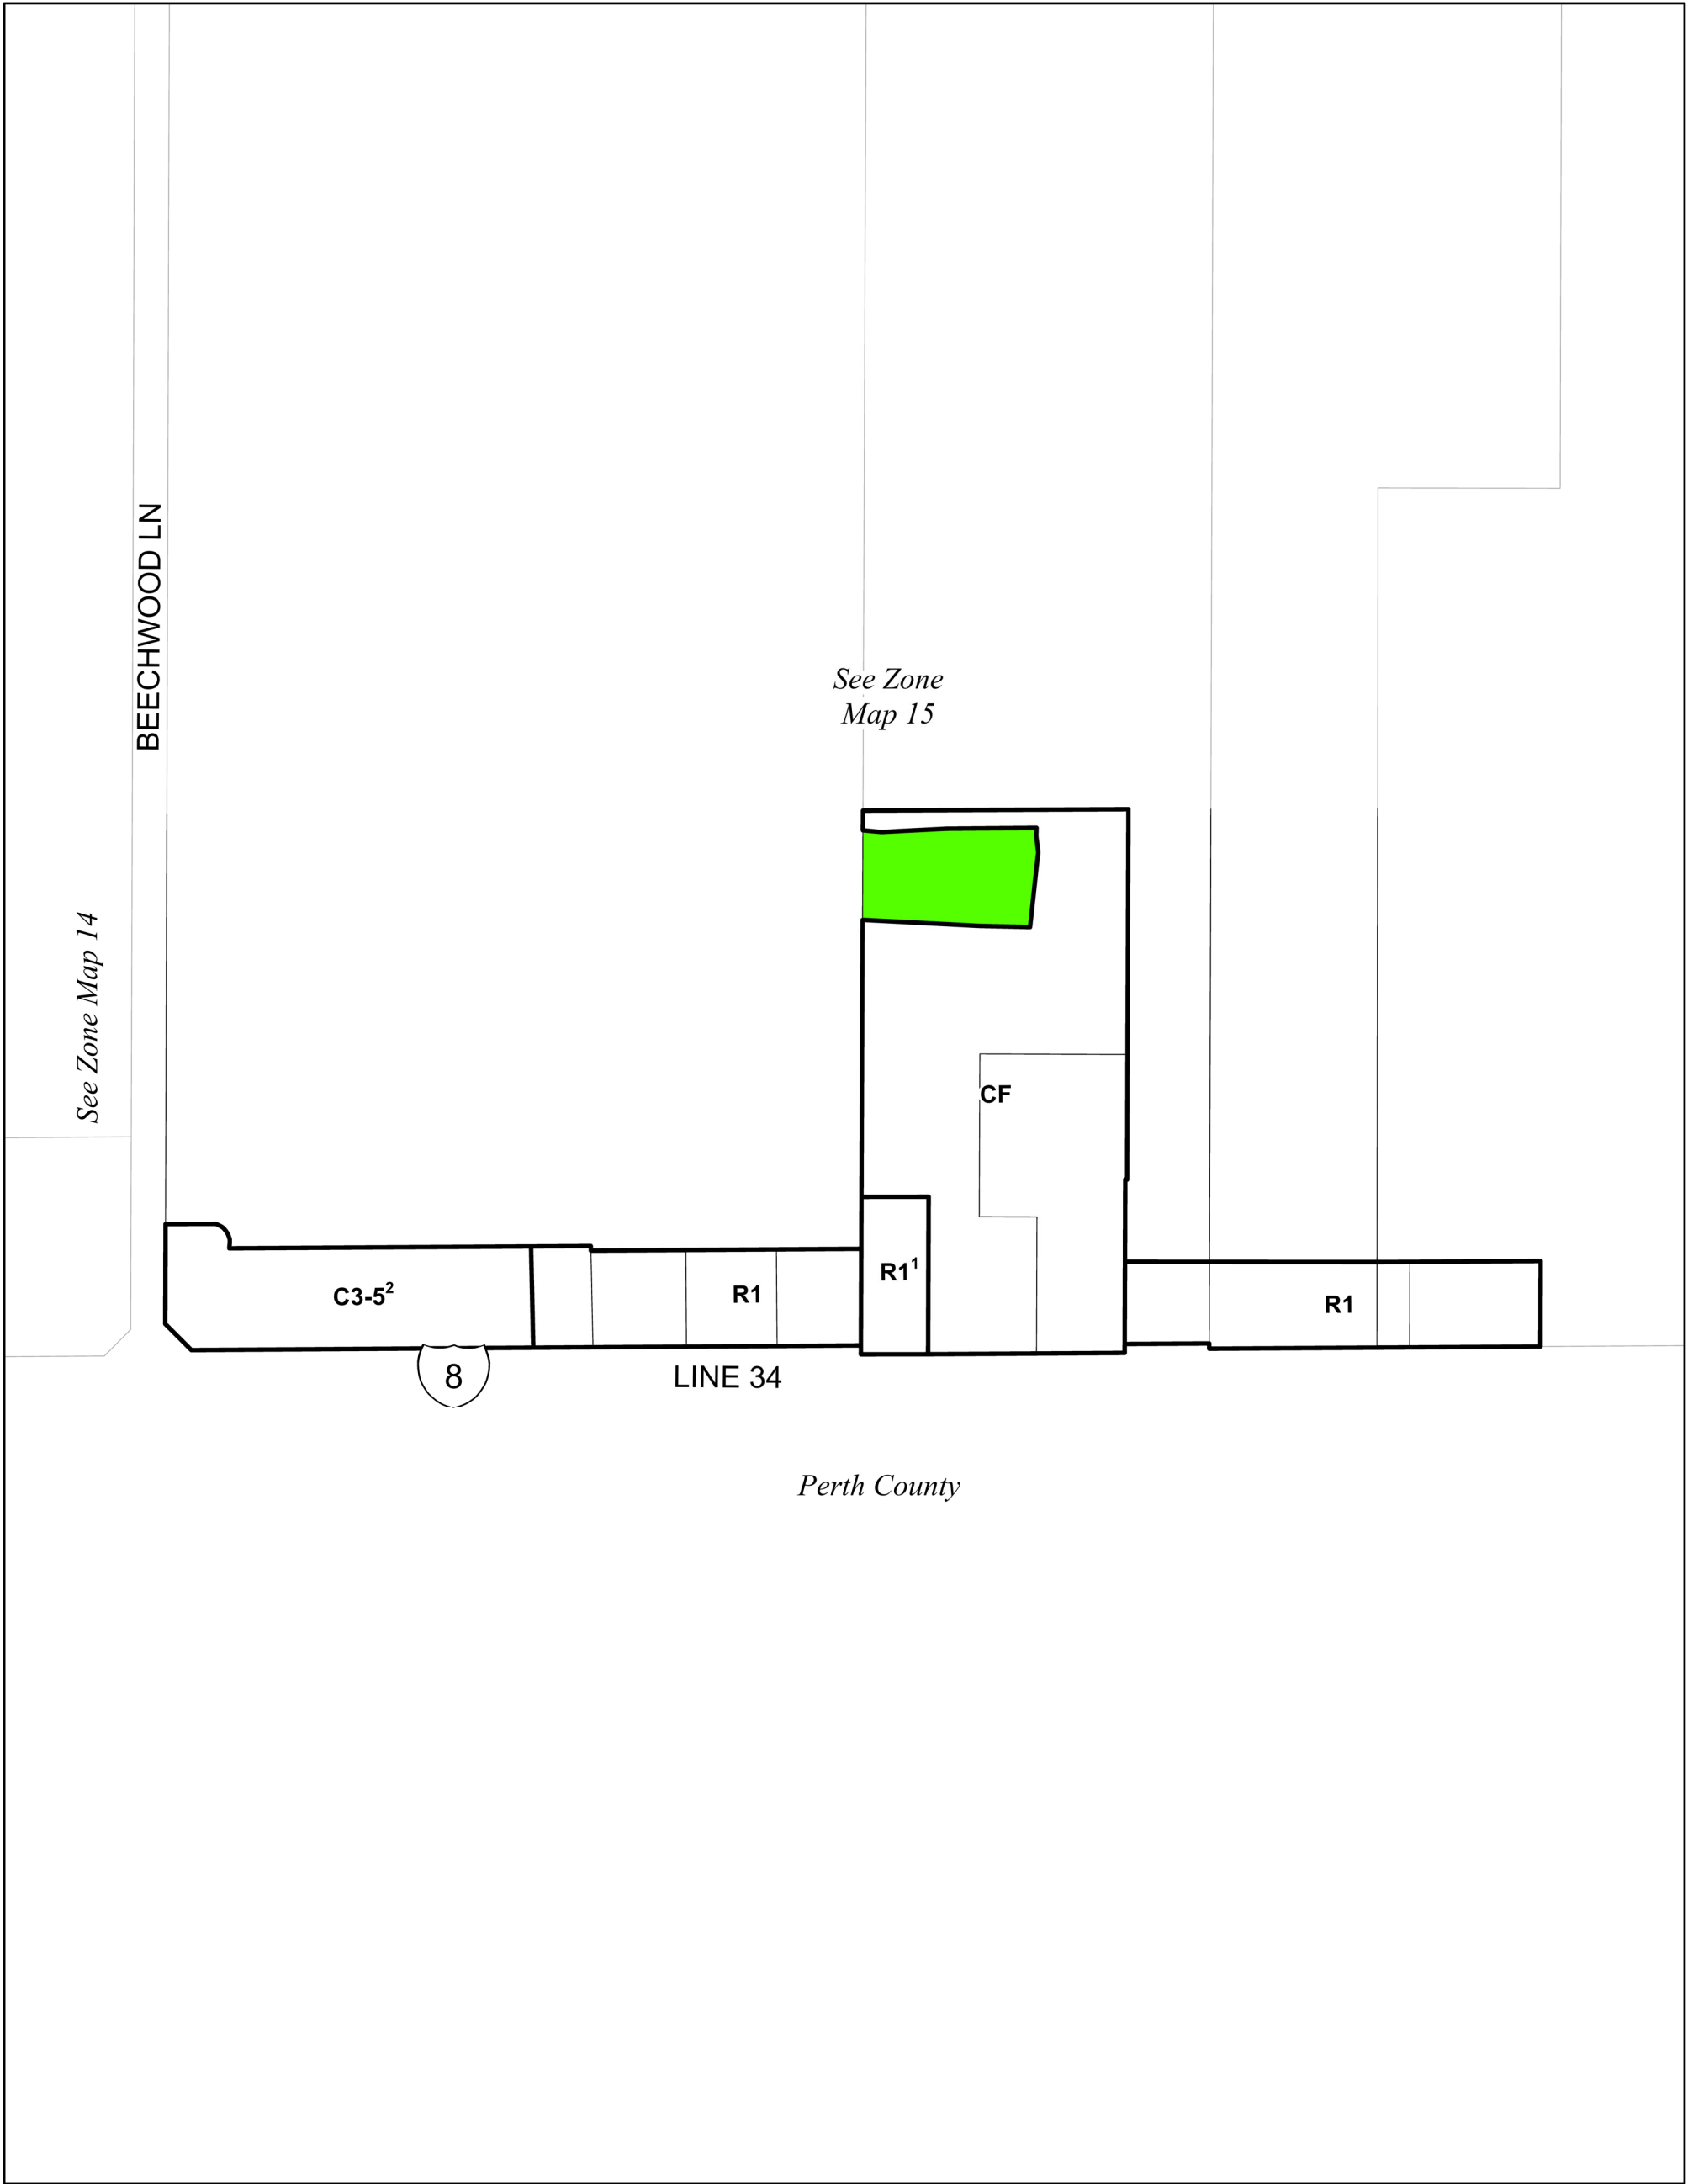 BEECHWOOD LN
See Zone
Map 15
See Zone Map 14
CF
R1¹
C3-5²
R1
R1
8
LINE 34
Perth County